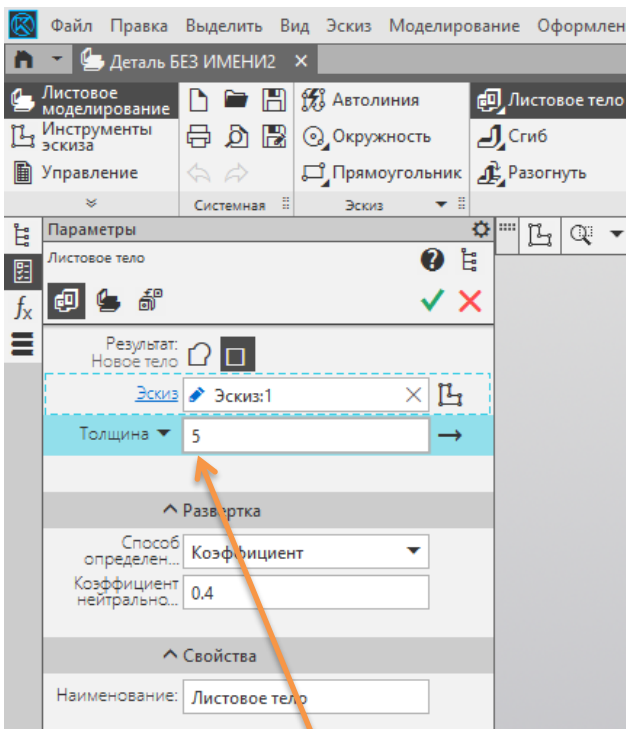 Файл Правка Выделить Вид Эскиз Моделирование Оформлен
Деталь БЕЗ ИМЕНИ2 ×
Листовое моделирование
Автолиния
Листовое тело
Инструменты эскиза
Окружность
Сгиб
Управление
Прямоугольник
Разогнуть
Системная
Эскиз
Параметры
Листовое тело
Результат:
Новое тело
Эскиз Эскиз:1
Толщина 5
Развертка
Способ
определен... Коэффициент
Коэффициент
нейтрально... 0.4
Свойства
Наименование: Листовое тело